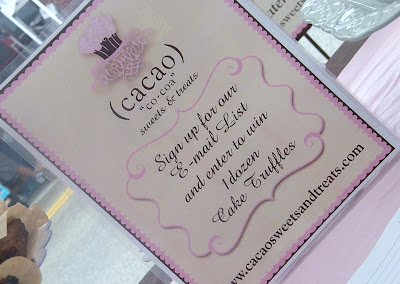 (cacao)
"co-coa"
sweets & treats
Sign up for our
E-mail List
and enter to win
1dozen
Cake Truffles
www.cacaosweetsandtreats.com